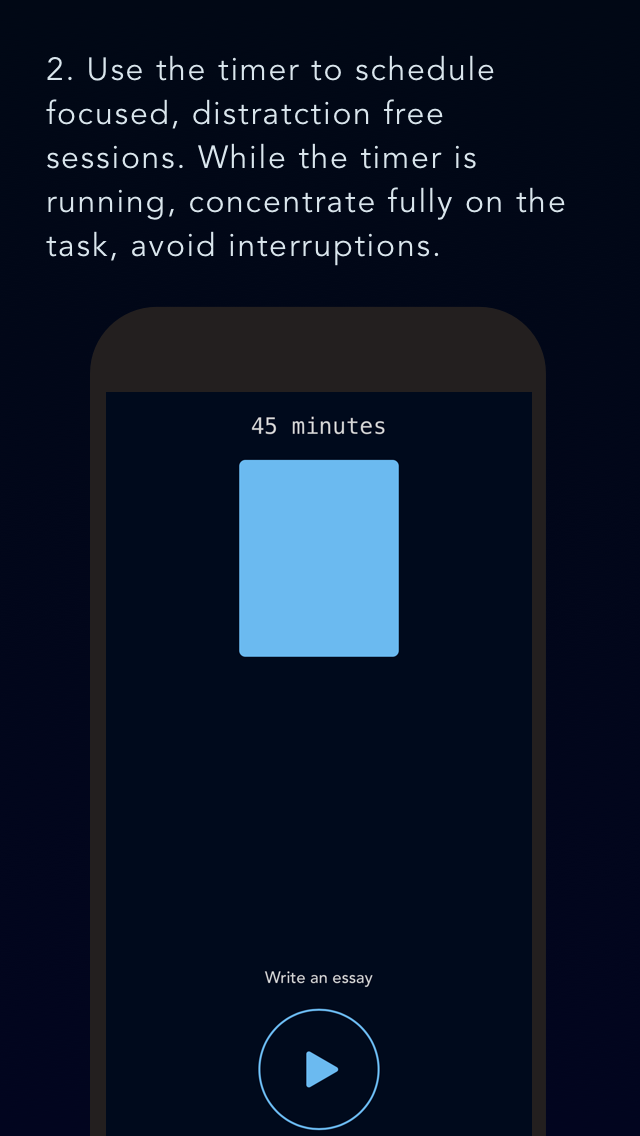 2. Use the timer to schedule
focused, distratction free
sessions. While the timer is
running, concentrate fully on the
task, avoid interruptions.
45 minutes
Write an essay